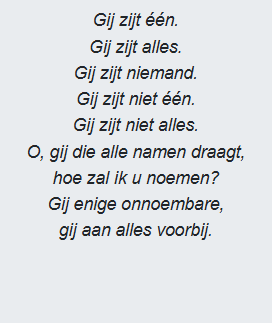 Gij zijt één.
Gij zijt alles.
Gij zijt niemand.
Gij zijt niet één.
Gij zijt niet alles.
O, gij die alle namen draagt,
hoe zal ik u noemen?
Gij enige onnoembare,
gij aan alles voorbij.